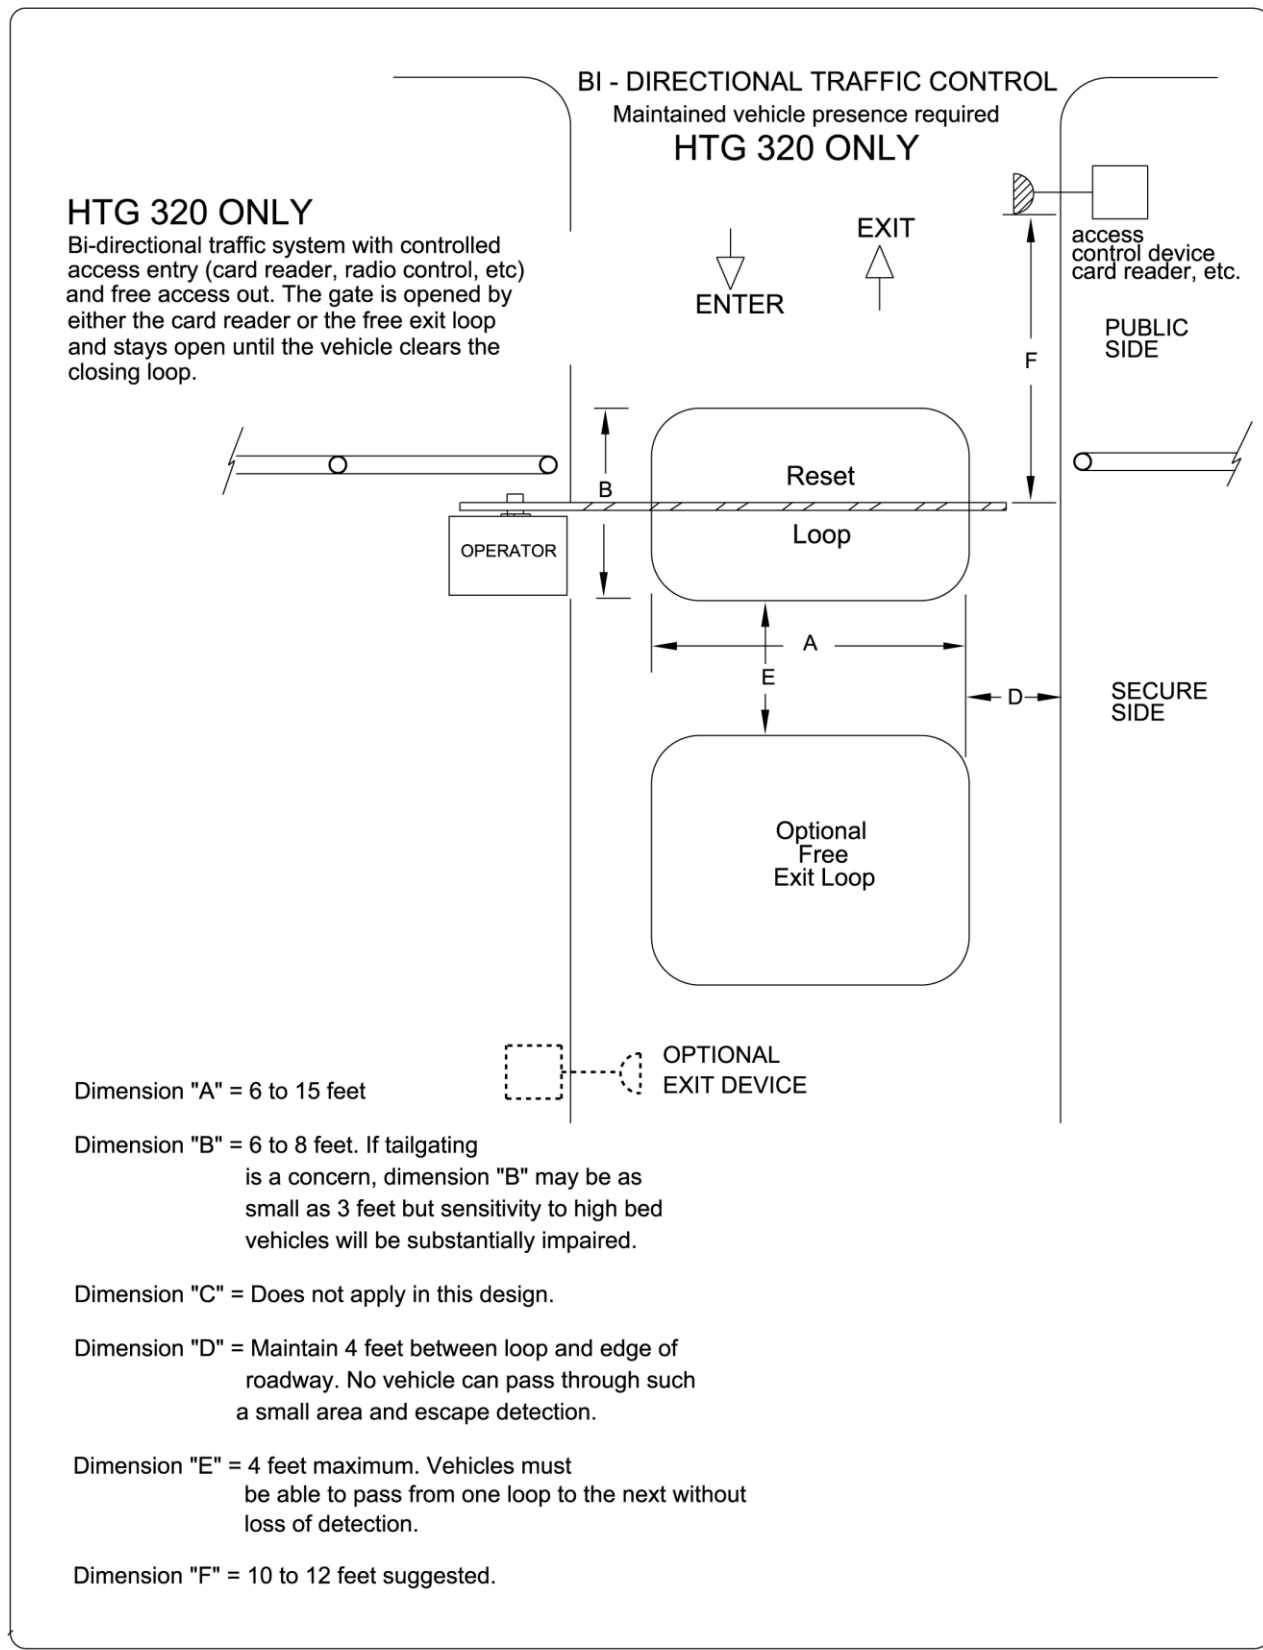 BI - DIRECTIONAL TRAFFIC CONTROL
Maintained vehicle presence required
HTG 320 ONLY
HTG 320 ONLY
Bi-directional traffic system with controlled
access entry (card reader, radio control, etc)
and free access out. The gate is opened by
either the card reader or the free exit loop
and stays open until the vehicle clears the
closing loop.
EXIT
ENTER
access
control device
card reader, etc.
PUBLIC
SIDE
F
B
Reset
Loop
OPERATOR
A
E
D
SECURE
SIDE
Optional
Free
Exit Loop
OPTIONAL
EXIT DEVICE
Dimension "A" = 6 to 15 feet
Dimension "B" = 6 to 8 feet. If tailgating
is a concern, dimension "B" may be as
small as 3 feet but sensitivity to high bed
vehicles will be substantially impaired.
Dimension "C" = Does not apply in this design.
Dimension "D" = Maintain 4 feet between loop and edge of
roadway. No vehicle can pass through such
a small area and escape detection.
Dimension "E" = 4 feet maximum. Vehicles must
be able to pass from one loop to the next without
loss of detection.
Dimension "F" = 10 to 12 feet suggested.